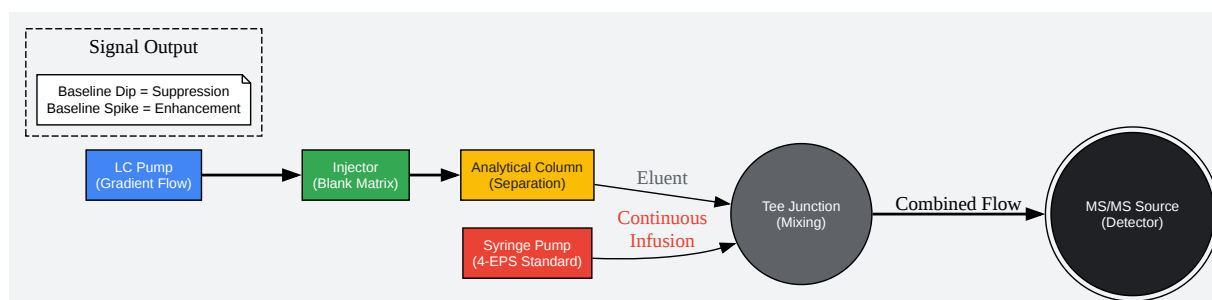 Signal Output
Baseline Dip = Suppression
Baseline Spike = Enhancement
LC Pump
(Gradient Flow)
Injector
(Blank Matrix)
Analytical Column
(Separation)
Eluent
Continuous
Infusion
Syringe Pump
(4-EPS Standard)
Tee Junction
(Mixing)
Combined Flow
MS/MS Source
(Detector)